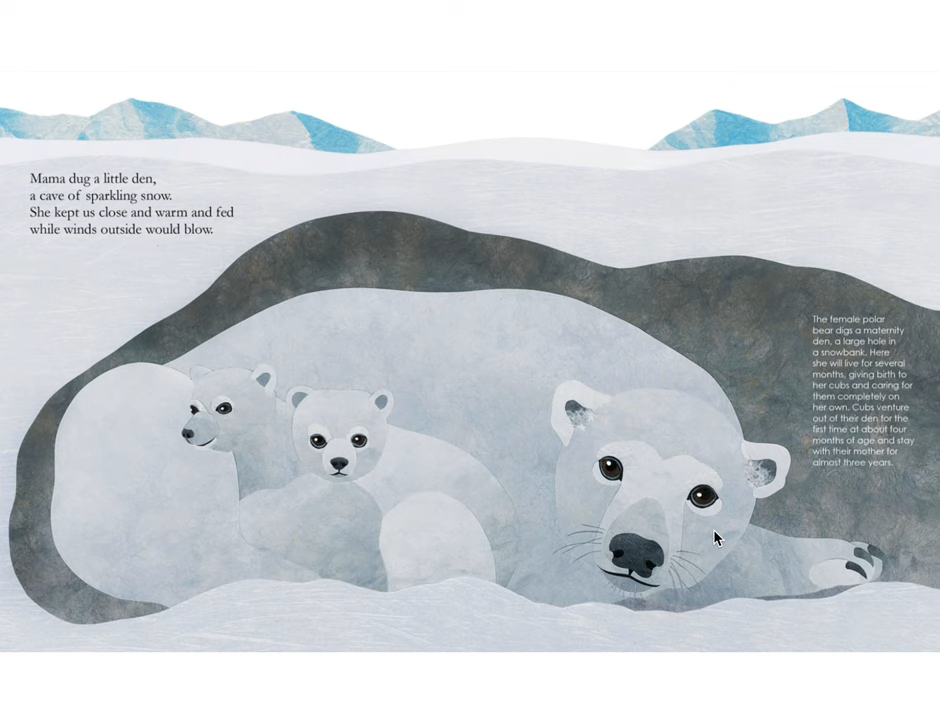 Mama dug a little den,
a cave of sparkling snow.
She kept us close and warm and fed
while winds outside would blow.
The female polar
bear digs a maternity
den, a large hole in
a snowbank. Here
she will live for several
months, giving birth to
her cubs and caring for
them completely on
her own. Cubs venture
out of their den for the
first time at about four
months of age and stay
with their mother for
almost three years.